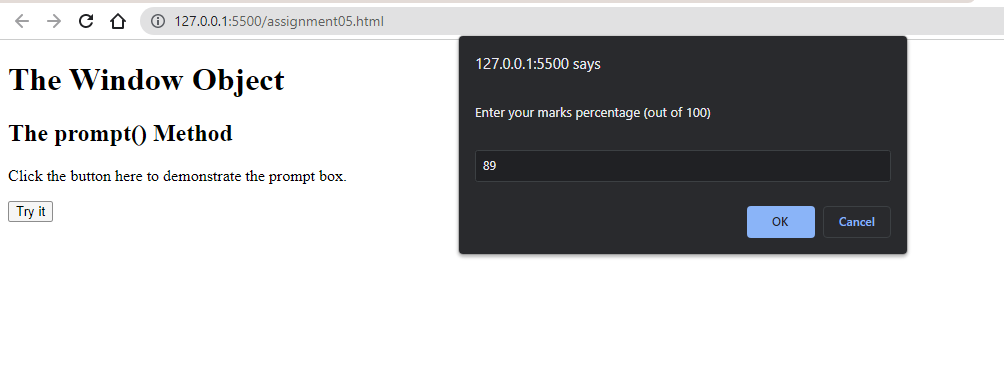 127.0.0.1:5500/assignment05.html
The Window Object
The prompt() Method
Click the button here to demonstrate the prompt box.
Try it
127.0.0.1:5500 says
Enter your marks percentage (out of 100)
89
OK
Cancel